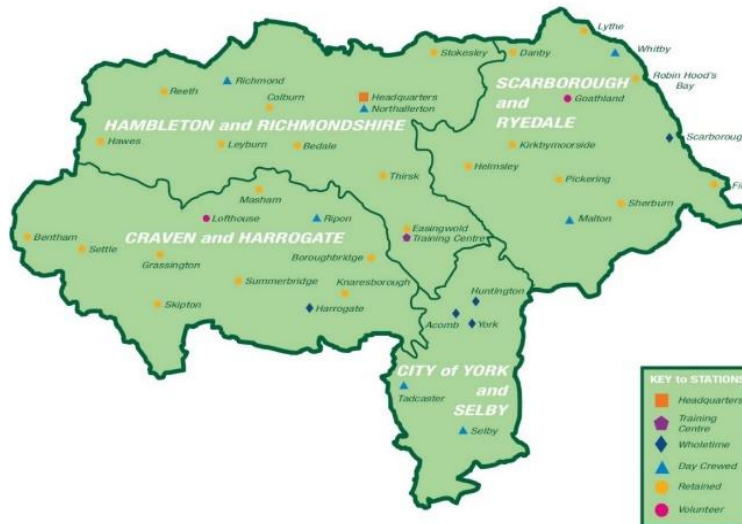 Lythe
Stokesley
Danby
Whitby
Richmond
SCARBOROUGH
Robin Hood's
Bay
Reeth
Colburn
Headquarters
and
Goathland
Northallerton
RYEDALE
HAMBLETON and RICHMONDSHIRE
Scarboroug
Hawes
Leyburn
Bedale
Kirkbymoorside
Helmsley
Thirsk
Pickering
Fi
Masham
Sherburn
Lofthouse
Ripon
Malton
Easingwold
Training Centre
Bentham
CRAVEN and HARROGATE
Settle
Grassington
Boroughbridge
Summerbridge
Knaresborough
Huntington
Skipton
Harrogate
Acomb
York
CITY of YORK
and
SELBY
Tadcaster
Selby
KEY to STATIONS
Headquarters
Training
Centre
Wholetime
Day Crewed
Retained
Volunteer